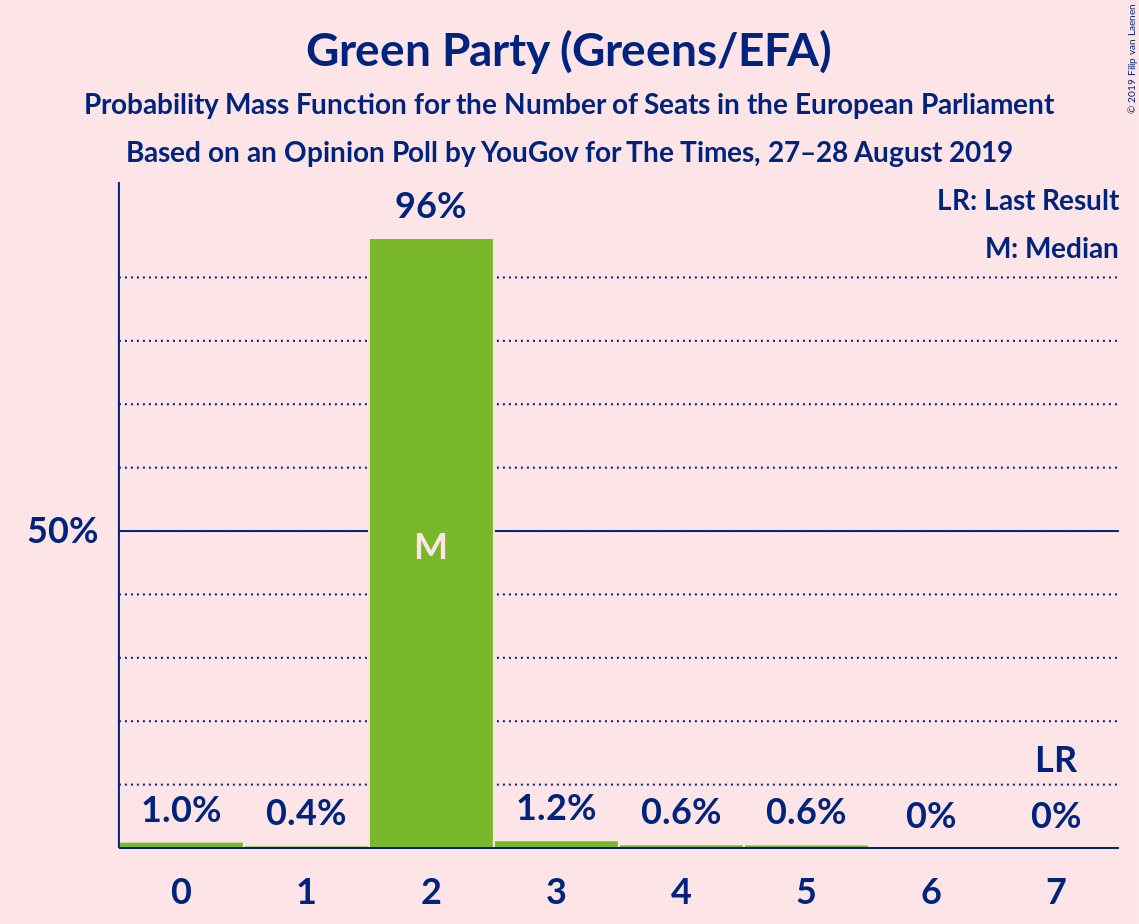 Green Party (Greens/EFA)
Probability Mass Function for the Number of Seats in the European Parliament
Based on an Opinion Poll by YouGov for The Times, 27–28 August 2019
© 2019 Filip van Laenen
LR: Last Result
M: Median
96%
50%
M
LR
1.0% 0.4% 1.2% 0.6% 0.6% 0% 0%
0 1 2 3 4 5 6 7